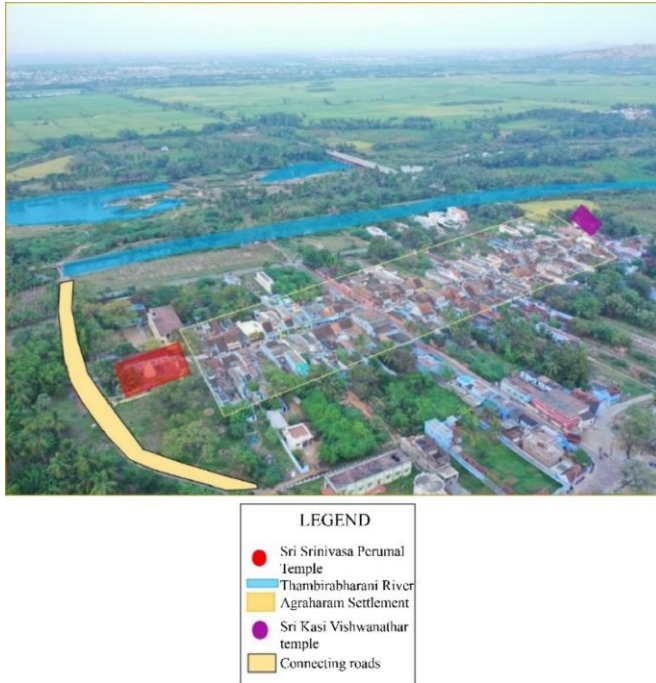 LEGEND
Sri Srinivasa Perumal
Temple
Thambirabharani River
Agraharam Settlement
Sri Kasi Vishwanathar
temple
Connecting roads